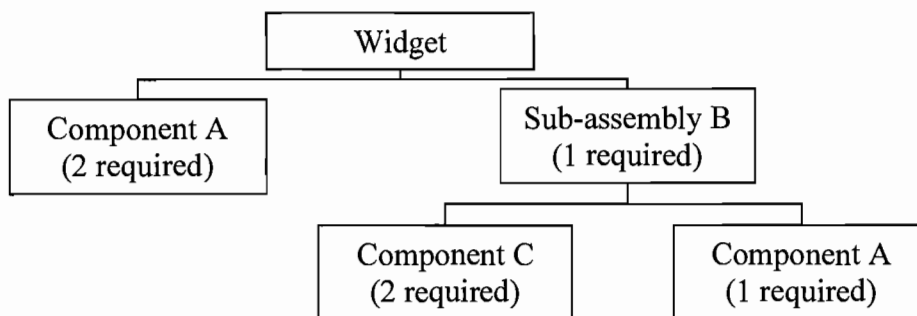 Widget
Component A
(2 required)
Sub-assembly B
(1 required)
Component C
(2 required)
Component A
(1 required)